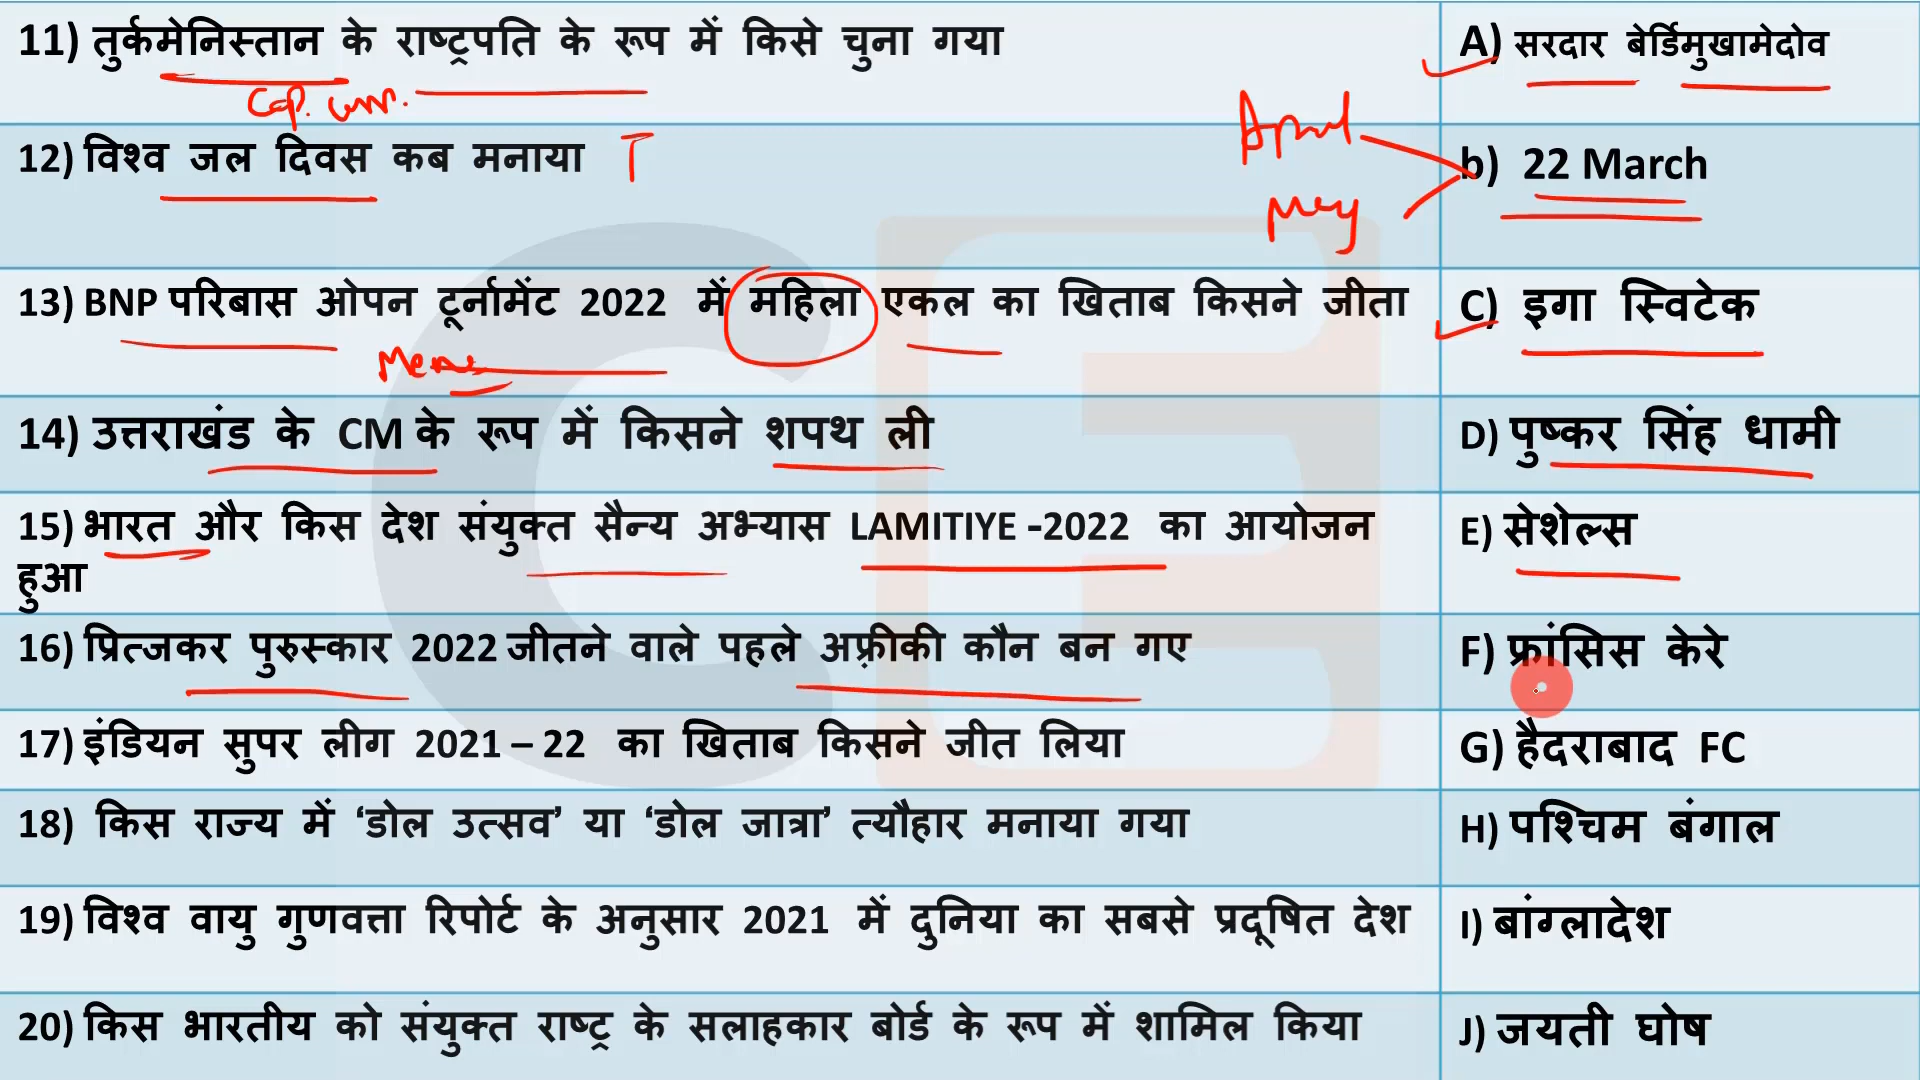 11) तुर्कमेनिस्तान के राष्ट्रपति के रूप में किसे चुना गया
A) सरदार बेर्डिमुखामेदोव
Cap. curr.
12) विश्व जल दिवस कब मनाया T
April
b) 22 March
May
13) BNP परिबास ओपन टूर्नामेंट 2022 में महिला एकल का खिताब किसने जीता
C) इगा स्विटेक
Mens
14) उत्तराखंड के CM के रूप में किसने शपथ ली
D) पुष्कर सिंह धामी
15) भारत और किस देश संयुक्त सैन्य अभ्यास LAMITIYE -2022 का आयोजन
हुआ
E) सेशेल्स
16) प्रित्जकर पुरुस्कार 2022 जीतने वाले पहले अफ़्रीकी कौन बन गए
F) फ्रांसिस केरे
17) इंडियन सुपर लीग 2021 – 22 का खिताब किसने जीत लिया
G) हैदराबाद FC
18) किस राज्य में ‘डोल उत्सव’ या ‘डोल जात्रा’ त्यौहार मनाया गया
H) पश्चिम बंगाल
19) विश्व वायु गुणवत्ता रिपोर्ट के अनुसार 2021 में दुनिया का सबसे प्रदूषित देश
I) बांग्लादेश
20) किस भारतीय को संयुक्त राष्ट्र के सलाहकार बोर्ड के रूप में शामिल किया
J) जयती घोष